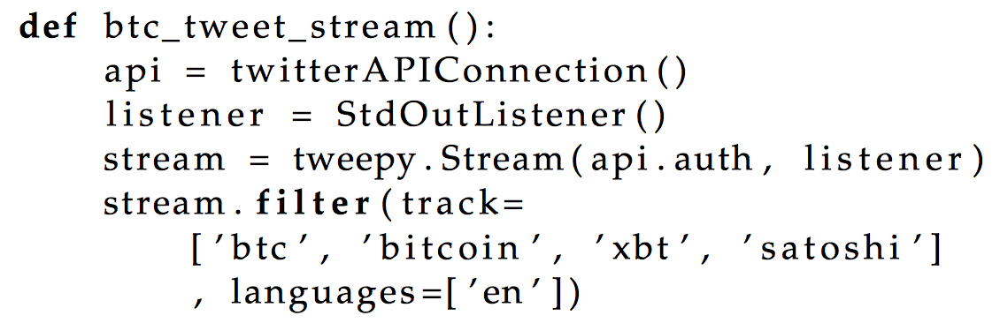 def btc_tweet_stream():
    api = twitterAPIConnection()
    listener = StdOutListener()
    stream = tweepy.Stream(api.auth, listener)
    stream.filter(track=
        ['btc', 'bitcoin', 'xbt', 'satoshi']
        , languages=['en'])